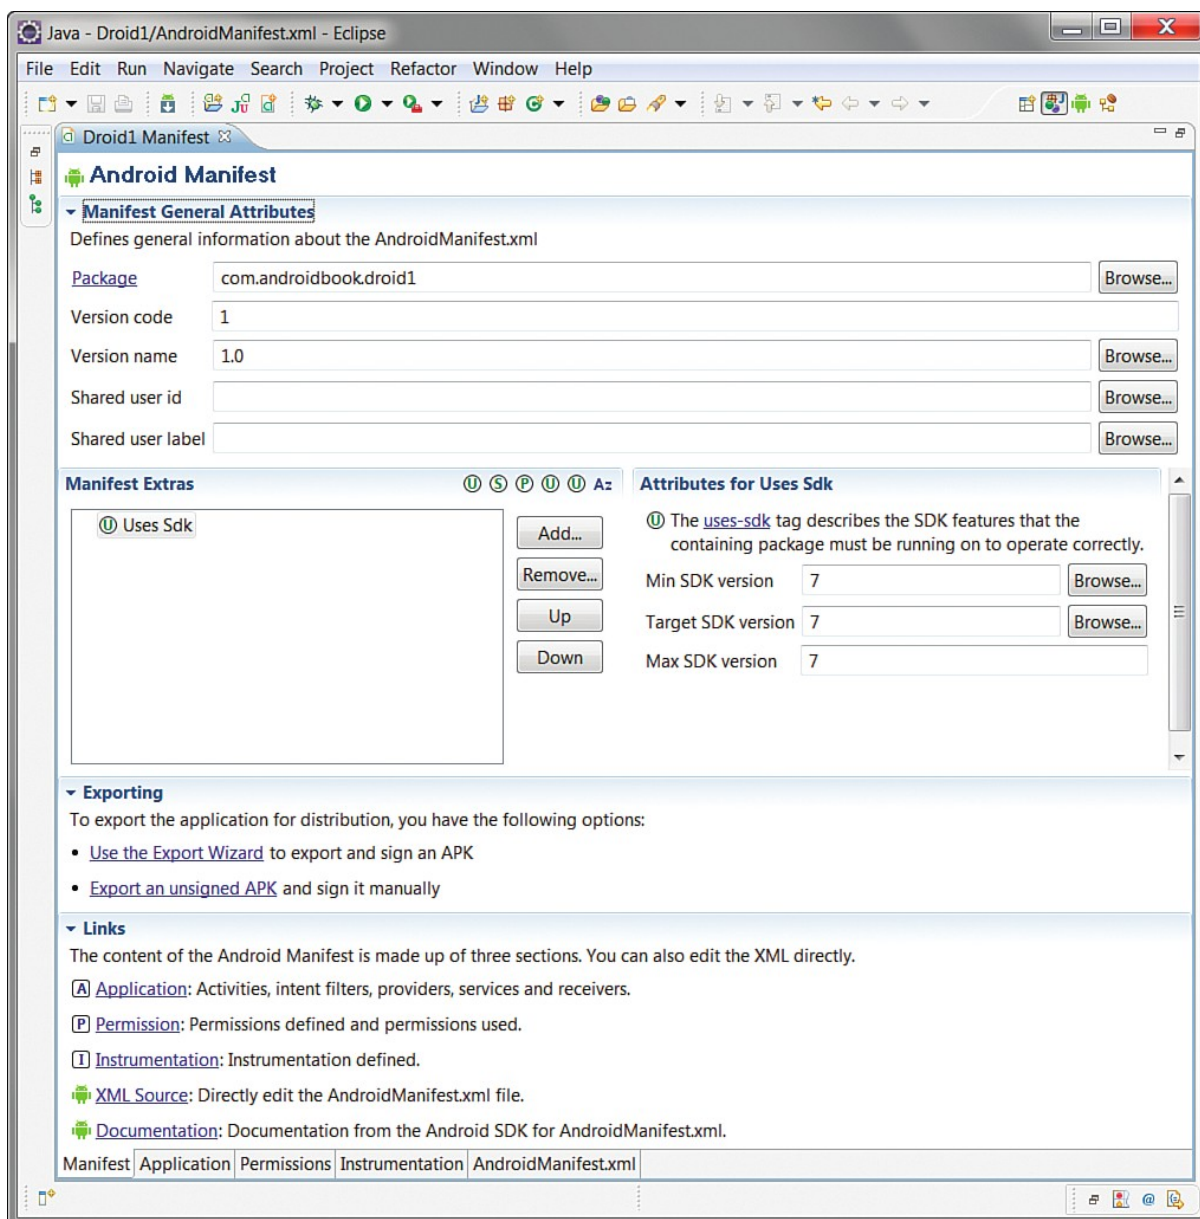 Java - Droid1/AndroidManifest.xml - Eclipse
File Edit Run Navigate Search Project Refactor Window Help
Droid1 Manifest
Android Manifest
Manifest General Attributes
Defines general information about the AndroidManifest.xml
Package com.androidbook.droid1 Browse...
Version code 1
Version name 1.0 Browse...
Shared user id Browse...
Shared user label Browse...
Manifest Extras U S P U U Az Attributes for Uses Sdk
U Uses Sdk
Add...
Remove...
Up
Down
U The uses-sdk tag describes the SDK features that the
containing package must be running on to operate correctly.
Min SDK version 7 Browse...
Target SDK version 7 Browse...
Max SDK version 7
Exporting
To export the application for distribution, you have the following options:
• Use the Export Wizard to export and sign an APK
• Export an unsigned APK and sign it manually
Links
The content of the Android Manifest is made up of three sections. You can also edit the XML directly.
A Application: Activities, intent filters, providers, services and receivers.
P Permission: Permissions defined and permissions used.
I Instrumentation: Instrumentation defined.
XML Source: Directly edit the AndroidManifest.xml file.
Documentation: Documentation from the Android SDK for AndroidManifest.xml.
Manifest Application Permissions Instrumentation AndroidManifest.xml